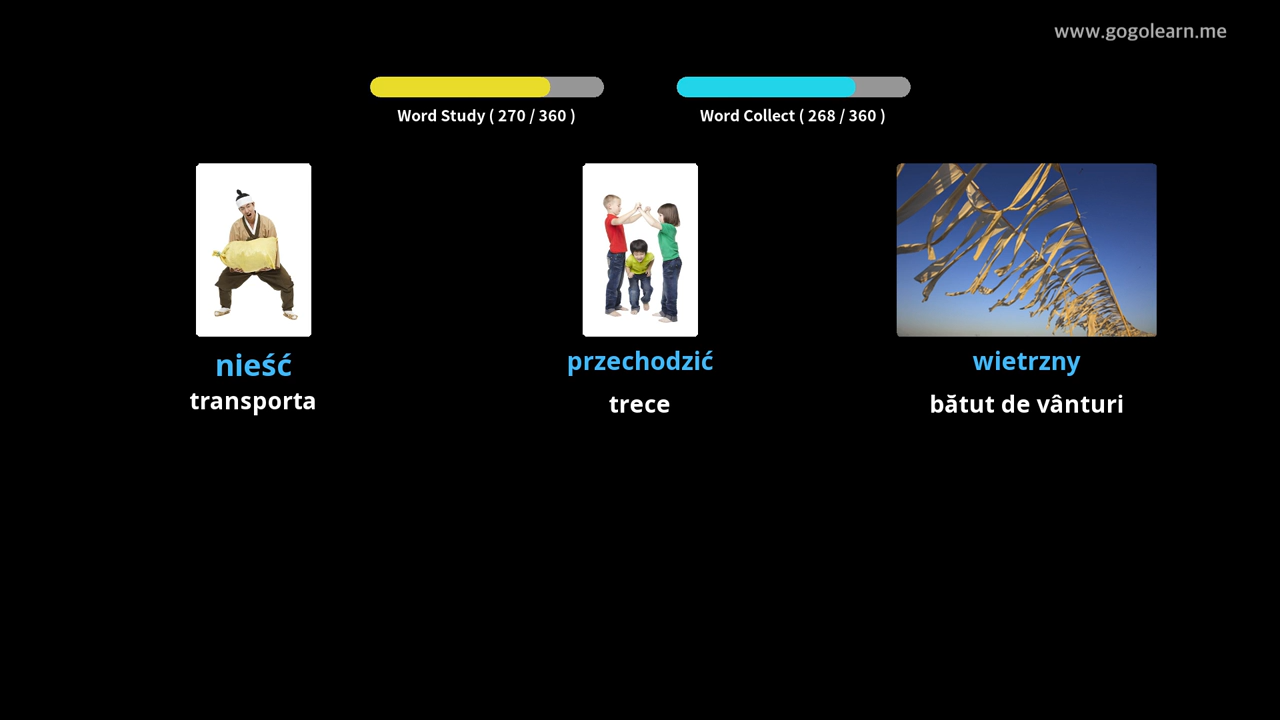 www.gogolearn.me
Word Study ( 270 / 360 )
Word Collect ( 268 / 360 )
nieść
transporta
przechodzić
trece
wietrzny
bătut de vânturi